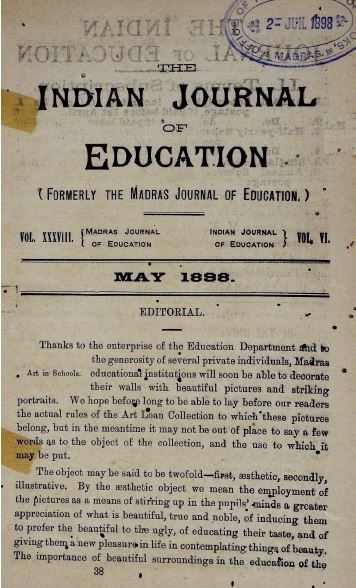 2- JUN. 1898
MADRAS
THE
INDIAN JOURNAL
OF
EDUCATION
(FORMERLY THE MADRAS JOURNAL OF EDUCATION.)
VOL. XXXVIII. { MADRAS JOURNAL OF EDUCATION INDIAN JOURNAL OF EDUCATION } VOL. VI.
MAY 1898.
EDITORIAL.
Thanks to the enterprise of the Education Department and to
the generosity of several private individuals, Madras
Art in Schools. educational institutions will soon be able to decorate
their walls with beautiful pictures and striking
portraits. We hope before long to be able to lay before our readers
the actual rules of the Art Loan Collection to which these pictures
belong, but in the meantime it may not be out of place to say a few
words as to the object of the collection, and the use to which it
may be put.
The object may be said to be twofold—first, æsthetic, secondly,
illustrative. By the æsthetic object we mean the employment of
the pictures as a means of stirring up in the pupils' minds a greater
appreciation of what is beautiful, true and noble, of inducing them
to prefer the beautiful to the ugly, of educating their taste, and of
giving them a new pleasure in life in contemplating things of beauty.
The importance of beautiful surroundings in the education of the
38